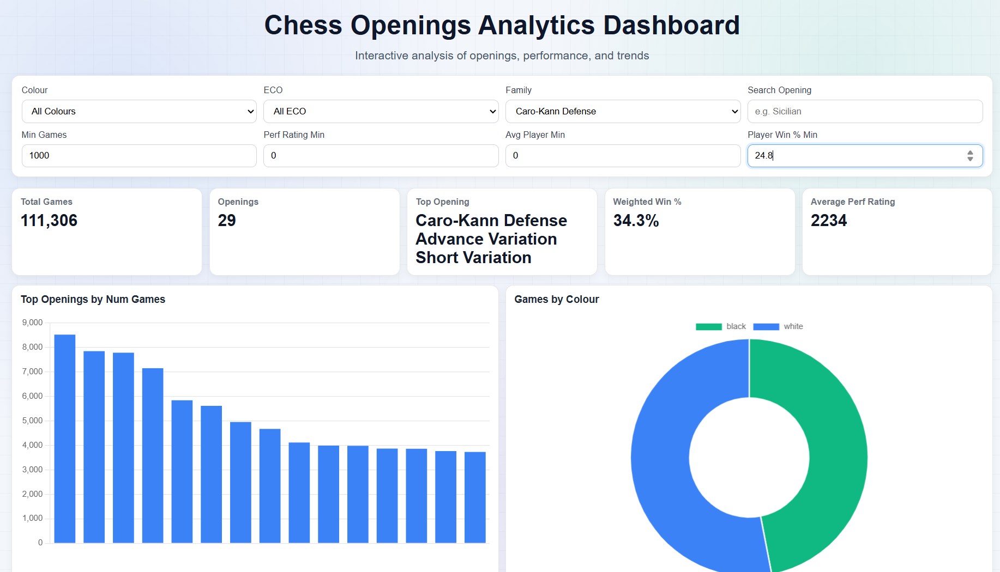 Chess Openings Analytics Dashboard
Interactive analysis of openings, performance, and trends
Colour
All Colours
ECO
All ECO
Family
Caro-Kann Defense
Search Opening
e.g. Sicilian
Min Games
1000
Perf Rating Min
0
Avg Player Min
0
Player Win % Min
24.8
Total Games
111,306
Openings
29
Top Opening
Caro-Kann Defense
Advance Variation
Short Variation
Weighted Win %
34.3%
Average Perf Rating
2234
Top Openings by Num Games
9,000
8,000
7,000
6,000
5,000
4,000
3,000
2,000
1,000
0
Games by Colour
black
white